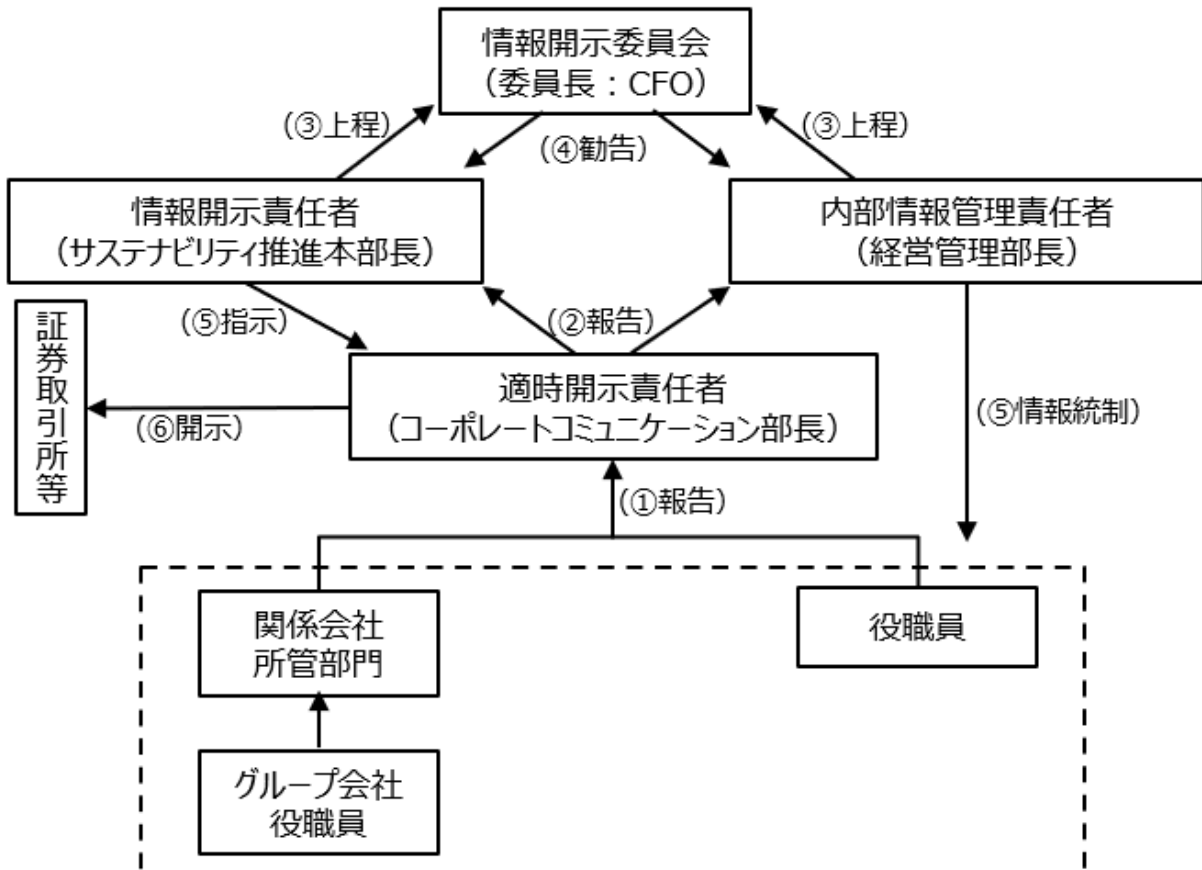 情報開示委員会
（委員長：CFO）
（③上程）
（④勧告）
（③上程）
情報開示責任者
（サステナビリティ推進本部長）
内部情報管理責任者
（経営管理部長）
（⑤指示）
（②報告）
証券取引所等
適時開示責任者
（コーポレートコミュニケーション部長）
（⑥開示）
（⑤情報統制）
（①報告）
関係会社
所管部門
役職員
グループ会社
役職員